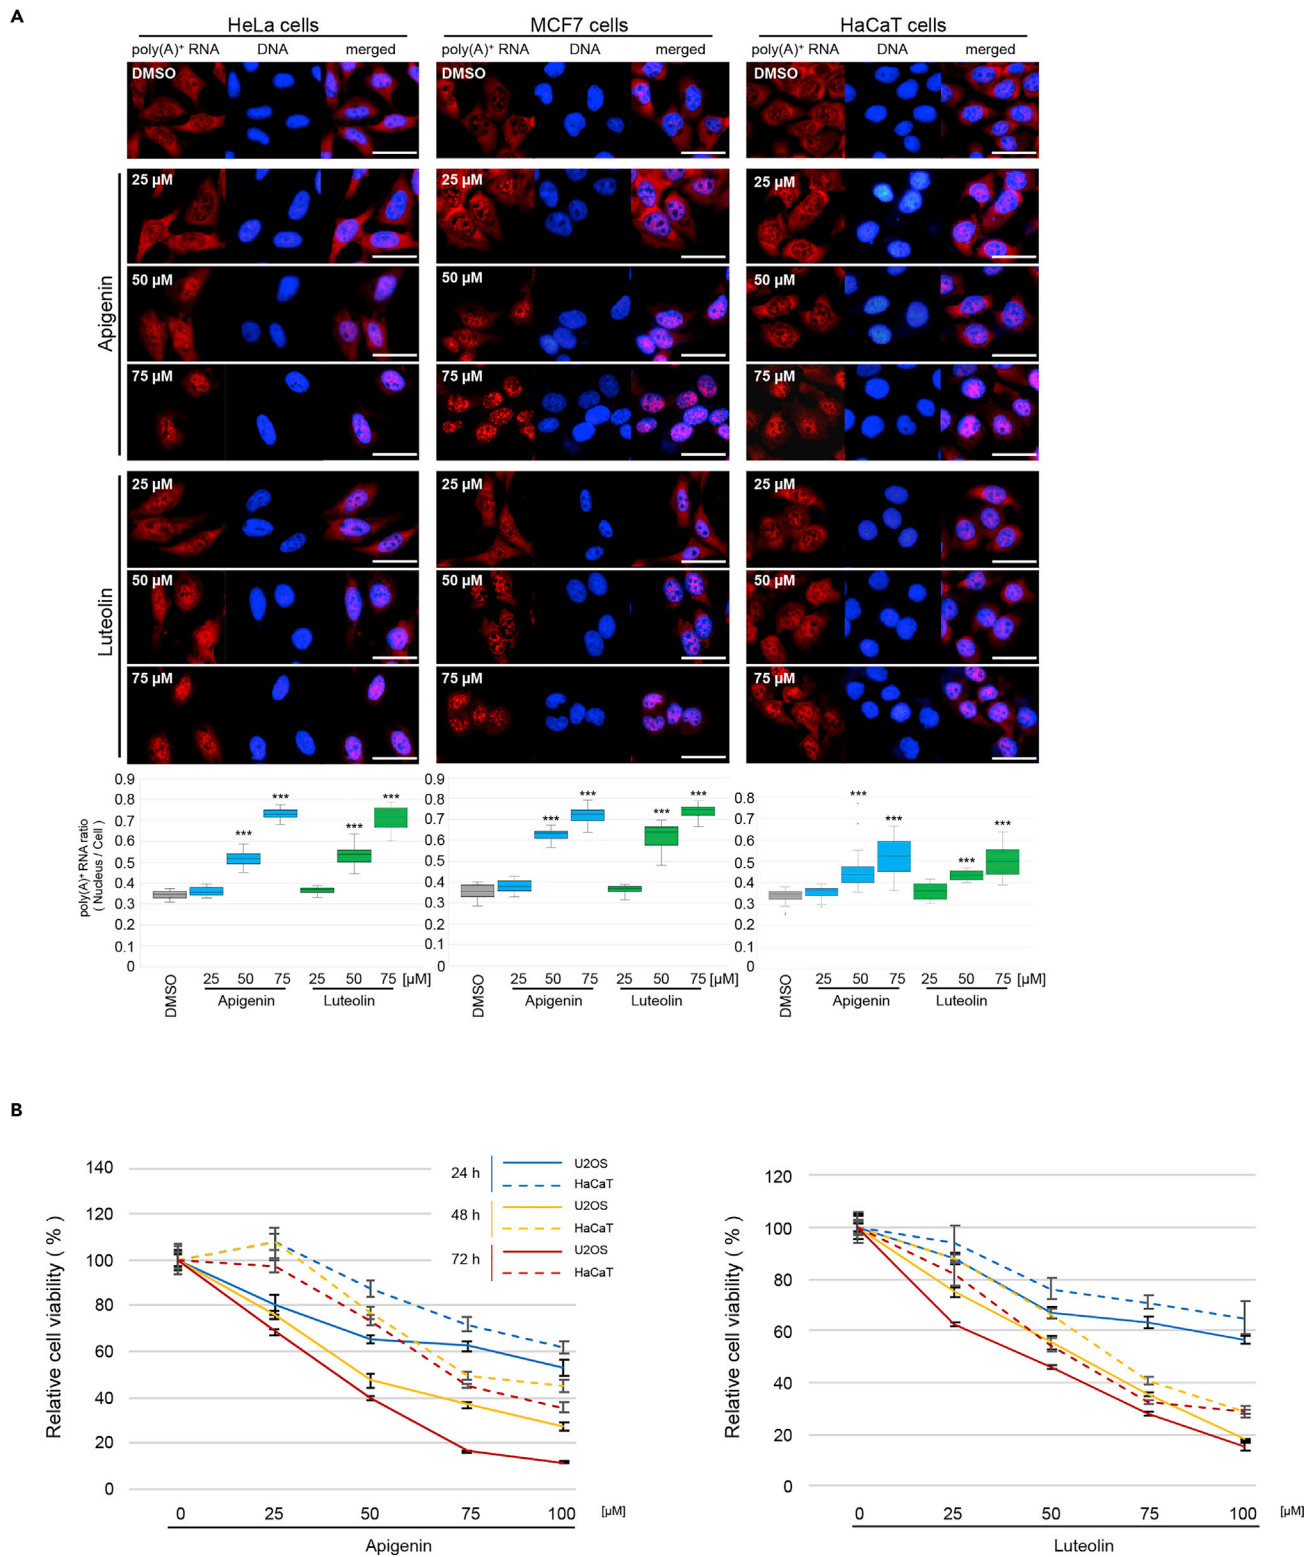 A
HeLa cells
MCF7 cells
HaCaT cells
poly(A)⁺ RNA DNA merged
poly(A)⁺ RNA DNA merged
poly(A)⁺ RNA DNA merged
DMSO
DMSO
DMSO
Apigenin
25 µM
25 µM
25 µM
50 µM
50 µM
50 µM
75 µM
75 µM
75 µM
Luteolin
25 µM
25 µM
25 µM
50 µM
50 µM
50 µM
75 µM
75 µM
75 µM
poly(A)⁺ RNA ratio
( Nucleus / Cell )
0.9
0.8
0.7
0.6
0.5
0.4
0.3
0.2
0.1
0
*** *** *** ***
DMSO 25 50 75 25 50 75 [µM]
Apigenin Luteolin
0.9
0.8
0.7
0.6
0.5
0.4
0.3
0.2
0.1
0
*** *** *** ***
DMSO 25 50 75 25 50 75 [µM]
Apigenin Luteolin
0.8
0.7
0.6
0.5
0.4
0.3
0.2
0.1
0
*** *** *** ***
DMSO 25 50 75 25 50 75 [µM]
Apigenin Luteolin
B
Relative cell viability ( % )
140
120
100
80
60
40
20
0
24 h
U2OS
HaCaT
48 h
U2OS
HaCaT
72 h
U2OS
HaCaT
0 25 50 75 100 [µM]
Apigenin
Relative cell viability ( % )
120
100
80
60
40
20
0
0 25 50 75 100 [µM]
Luteolin